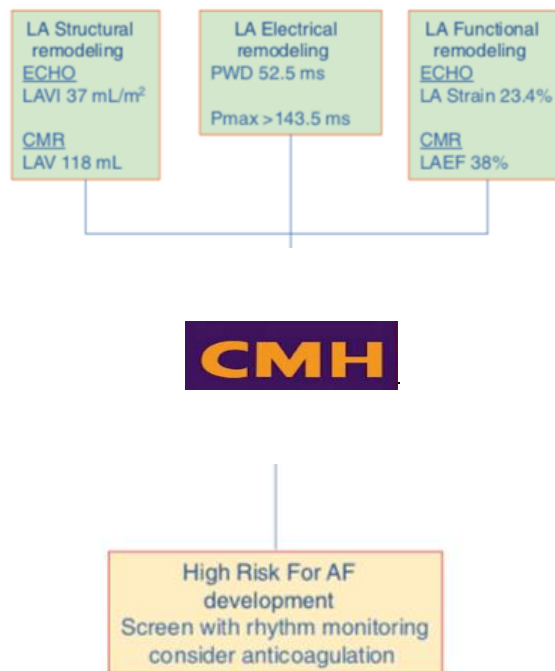 LA Structural
remodeling
ECHO
LAVI 37 mL/m²
CMR
LAV 118 mL
LA Electrical
remodeling
PWD 52.5 ms
Pmax >143.5 ms
LA Functional
remodeling
ECHO
LA Strain 23.4%
CMR
LAEF 38%
CMH
.
High Risk For AF
development
Screen with rhythm monitoring
consider anticoagulation